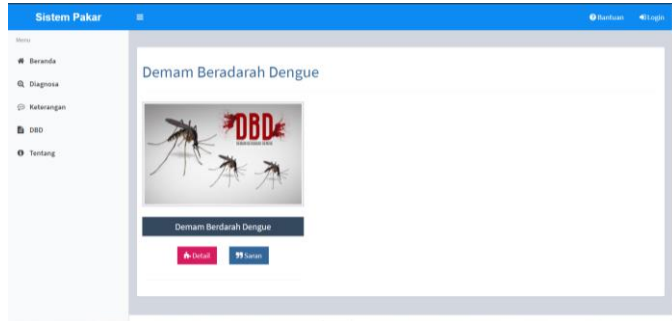 Sistem Pakar
Bantuan
Login
Menu
Beranda
Diagnosa
Keterangan
DBD
Tentang
Demam Beradarah Dengue
DBD
Demam Berdarah Dengue
Detail
Saran